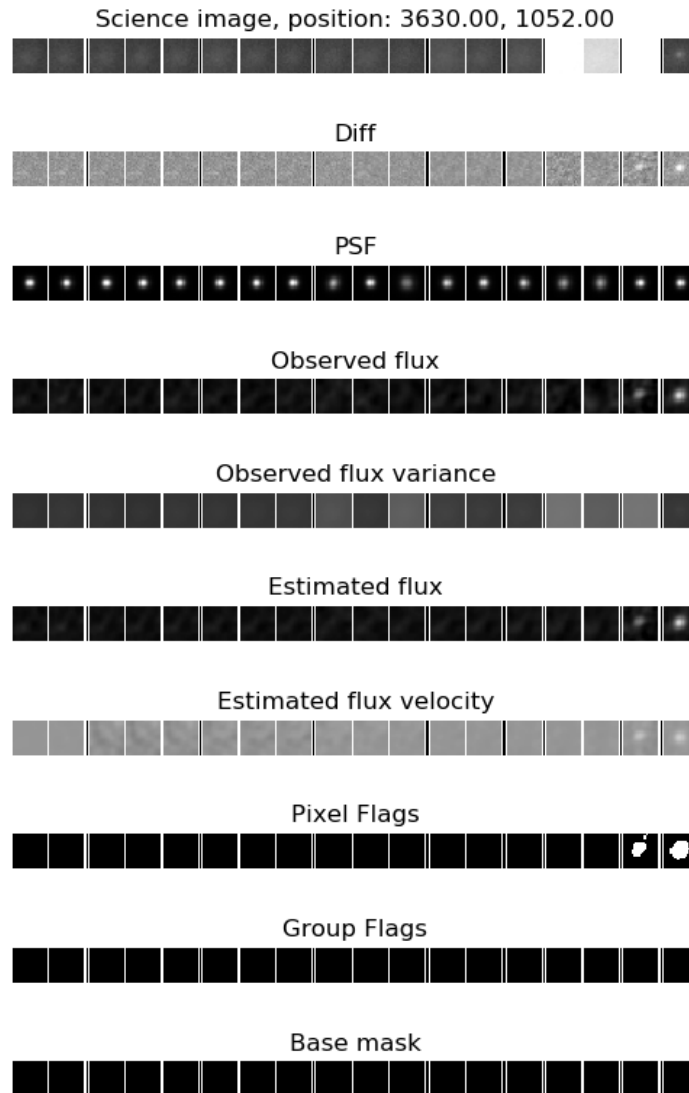 Science image, position: 3630.00, 1052.00
Diff
PSF
Observed flux
Observed flux variance
Estimated flux
Estimated flux velocity
Pixel Flags
Group Flags
Base mask